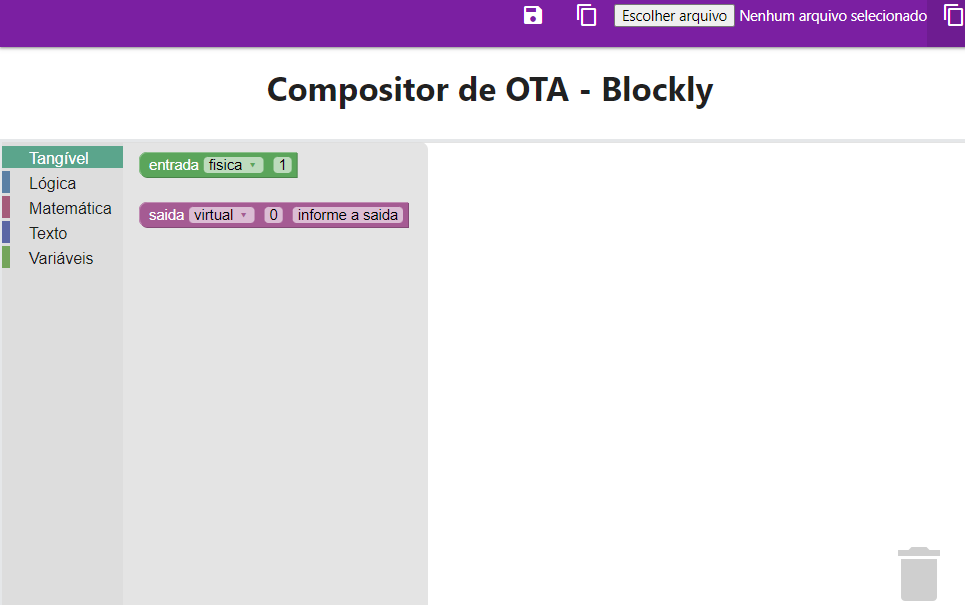 Escolher arquivo Nenhum arquivo selecionado
Compositor de OTA - Blockly
Tangível
Lógica
Matemática
Texto
Variáveis
entrada fisica 1
saida virtual 0 informe a saida